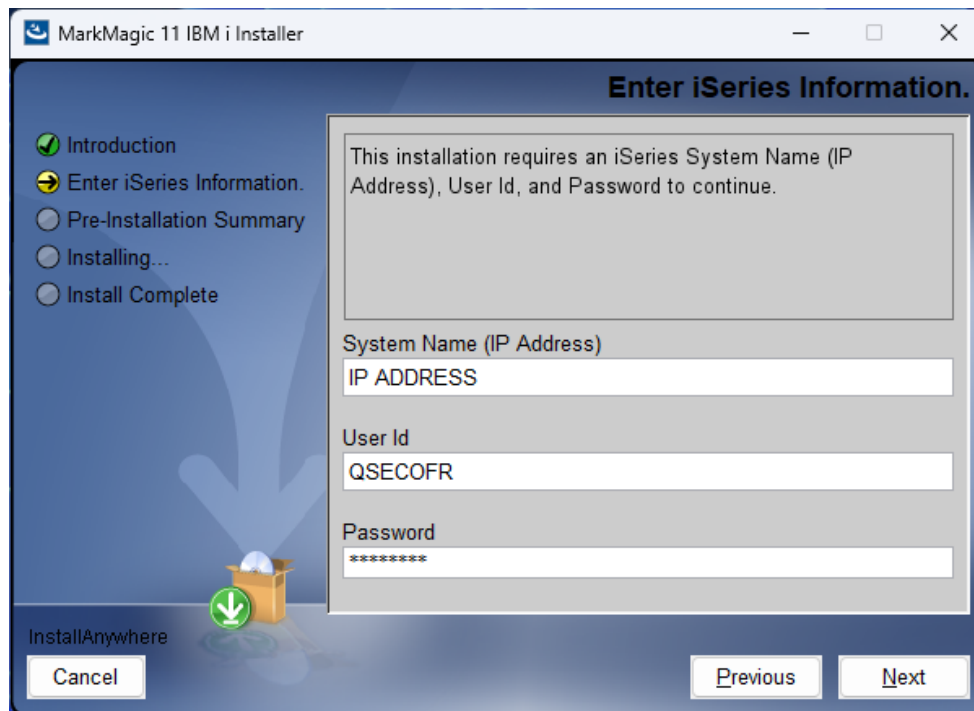 MarkMagic 11 IBM i Installer
Enter iSeries Information.
Introduction
Enter iSeries Information.
Pre-Installation Summary
Installing...
Install Complete
This installation requires an iSeries System Name (IP
Address), User Id, and Password to continue.
System Name (IP Address)
IP ADDRESS
User Id
QSECOFR
Password
********
InstallAnywhere
Cancel
Previous
Next